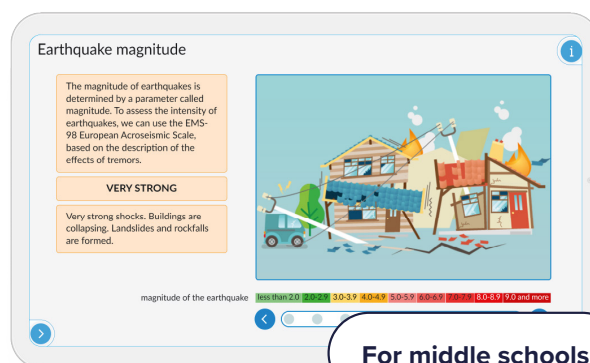 Earthquake magnitude
i
The magnitude of earthquakes is
determined by a parameter called
magnitude. To assess the intensity of
earthquakes, we can use the EMS-
98 European Acroseismic Scale,
based on the description of the
effects of tremors.
VERY STRONG
Very strong shocks. Buildings are
collapsing. Landslides and rockfalls
are formed.
magnitude of the earthquake less than 2.0 2.0-2.9 3.0-3.9 4.0-4.9 5.0-5.9 6.0-6.9 7.0-7.9 8.0-8.9 9.0 and more
For middle schools